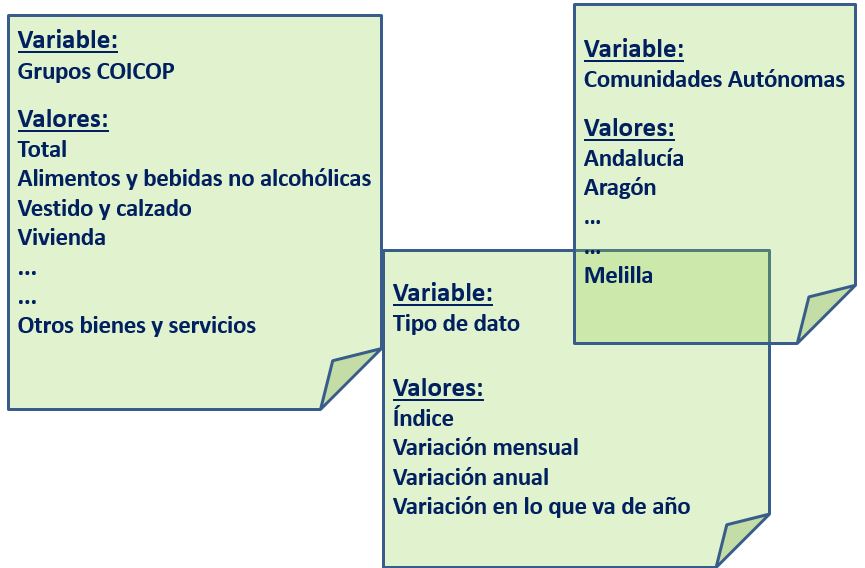 Variable:
Grupos COICOP
Valores:
Total
Alimentos y bebidas no alcohólicas
Vestido y calzado
Vivienda
...
...
Otros bienes y servicios
Variable:
Comunidades Autónomas
Valores:
Andalucía
Aragón
...
...
Melilla
Variable:
Tipo de dato
Valores:
Índice
Variación mensual
Variación anual
Variación en lo que va de año